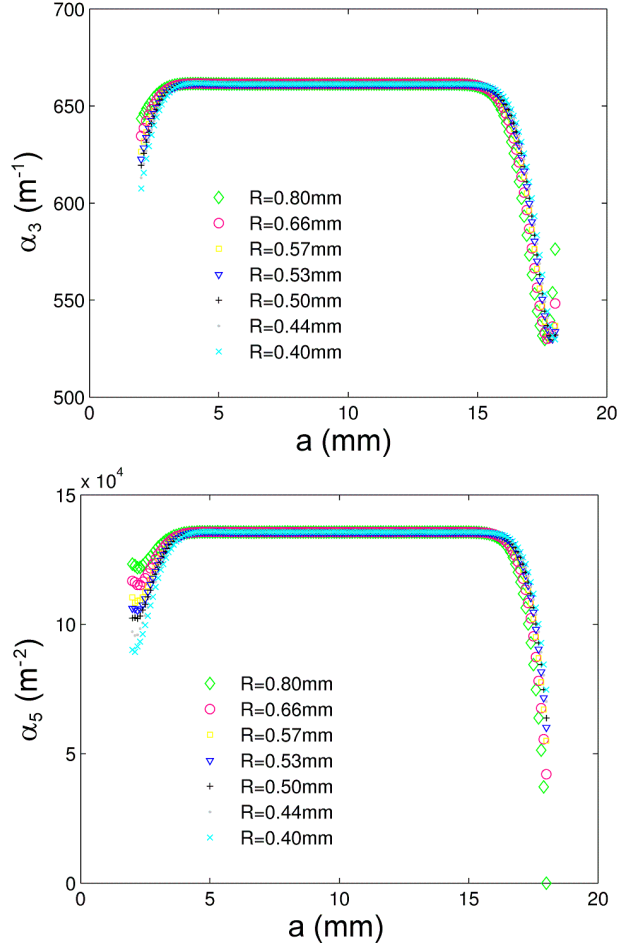 700
650
600
550
500
α3 (m-1)
R=0.80mm
R=0.66mm
R=0.57mm
R=0.53mm
R=0.50mm
R=0.44mm
R=0.40mm
0 5 10 15 20
a (mm)
x 10^4
15
10
5
0
α5 (m-2)
R=0.80mm
R=0.66mm
R=0.57mm
R=0.53mm
R=0.50mm
R=0.44mm
R=0.40mm
0 5 10 15 20
a (mm)